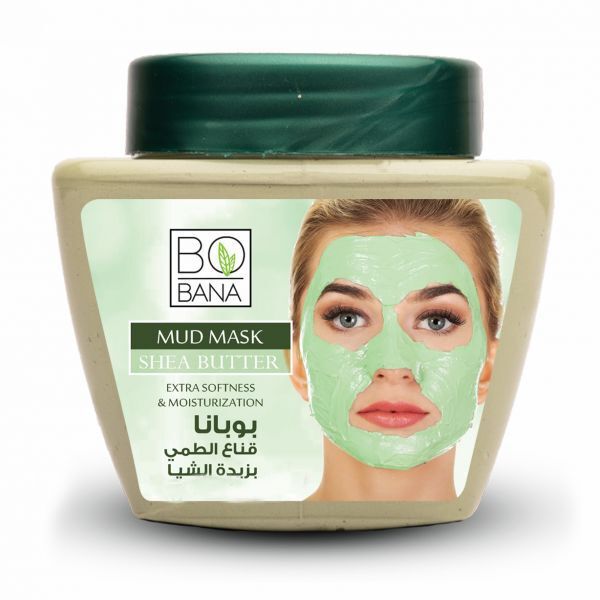 BO
BANA
MUD MASK
SHEA BUTTER
EXTRA SOFTNESS
& MOISTURIZATION
بوبانا
قناع الطمي
بزبدة الشيا